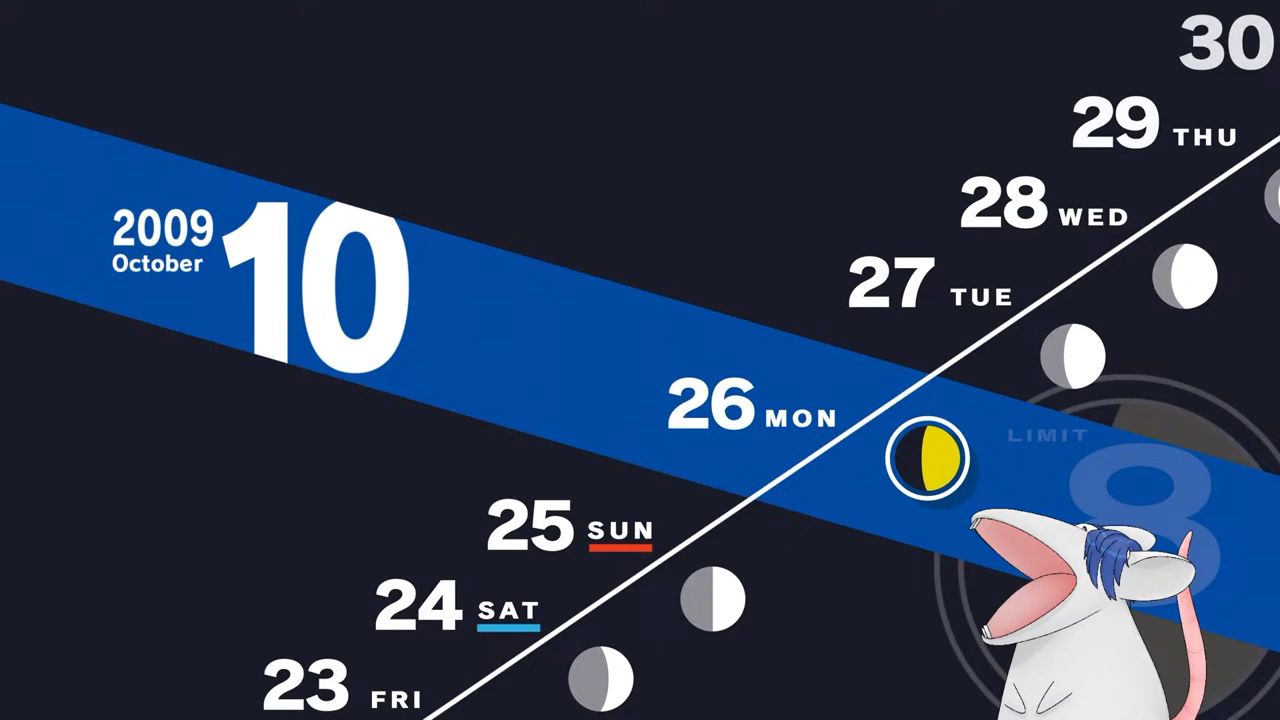 30
29 THU
28 WED
2009
October
10
27 TUE
26 MON
LIMIT
8
25 SUN
24 SAT
23 FRI